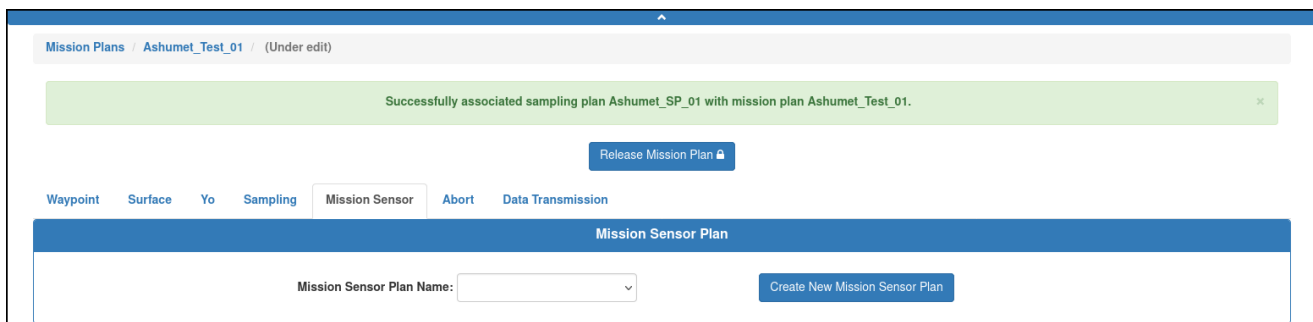 Mission Plans / Ashumet_Test_01 / (Under edit)
Successfully associated sampling plan Ashumet_SP_01 with mission plan Ashumet_Test_01. ×
Release Mission Plan
Waypoint Surface Yo Sampling Mission Sensor Abort Data Transmission
Mission Sensor Plan
Mission Sensor Plan Name: Create New Mission Sensor Plan